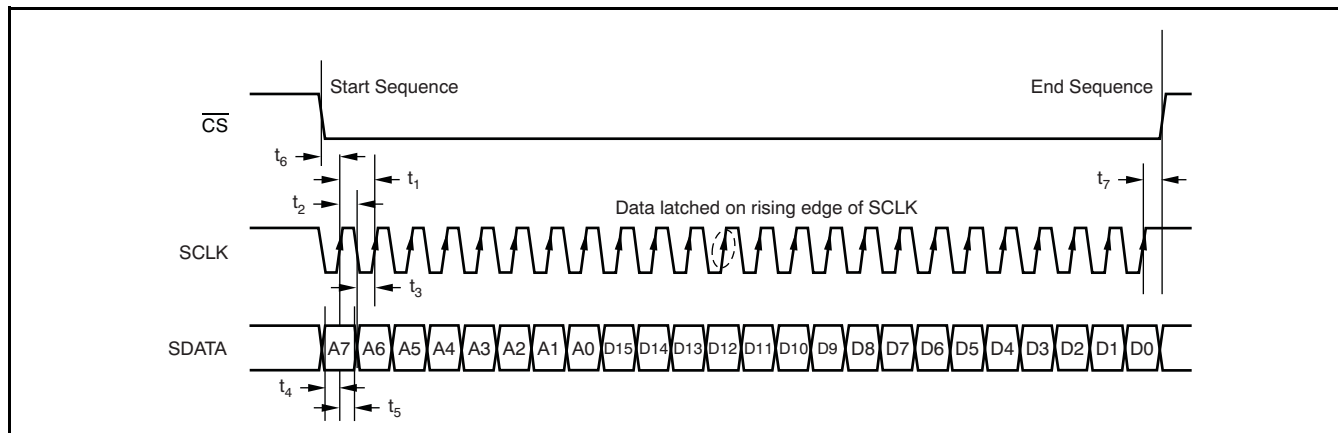 Start Sequence End Sequence
CS
t6 t1 t7
t2 Data latched on rising edge of SCLK
SCLK
t3
SDATA A7 A6 A5 A4 A3 A2 A1 A0 D15 D14 D13 D12 D11 D10 D9 D8 D7 D6 D5 D4 D3 D2 D1 D0
t4
t5